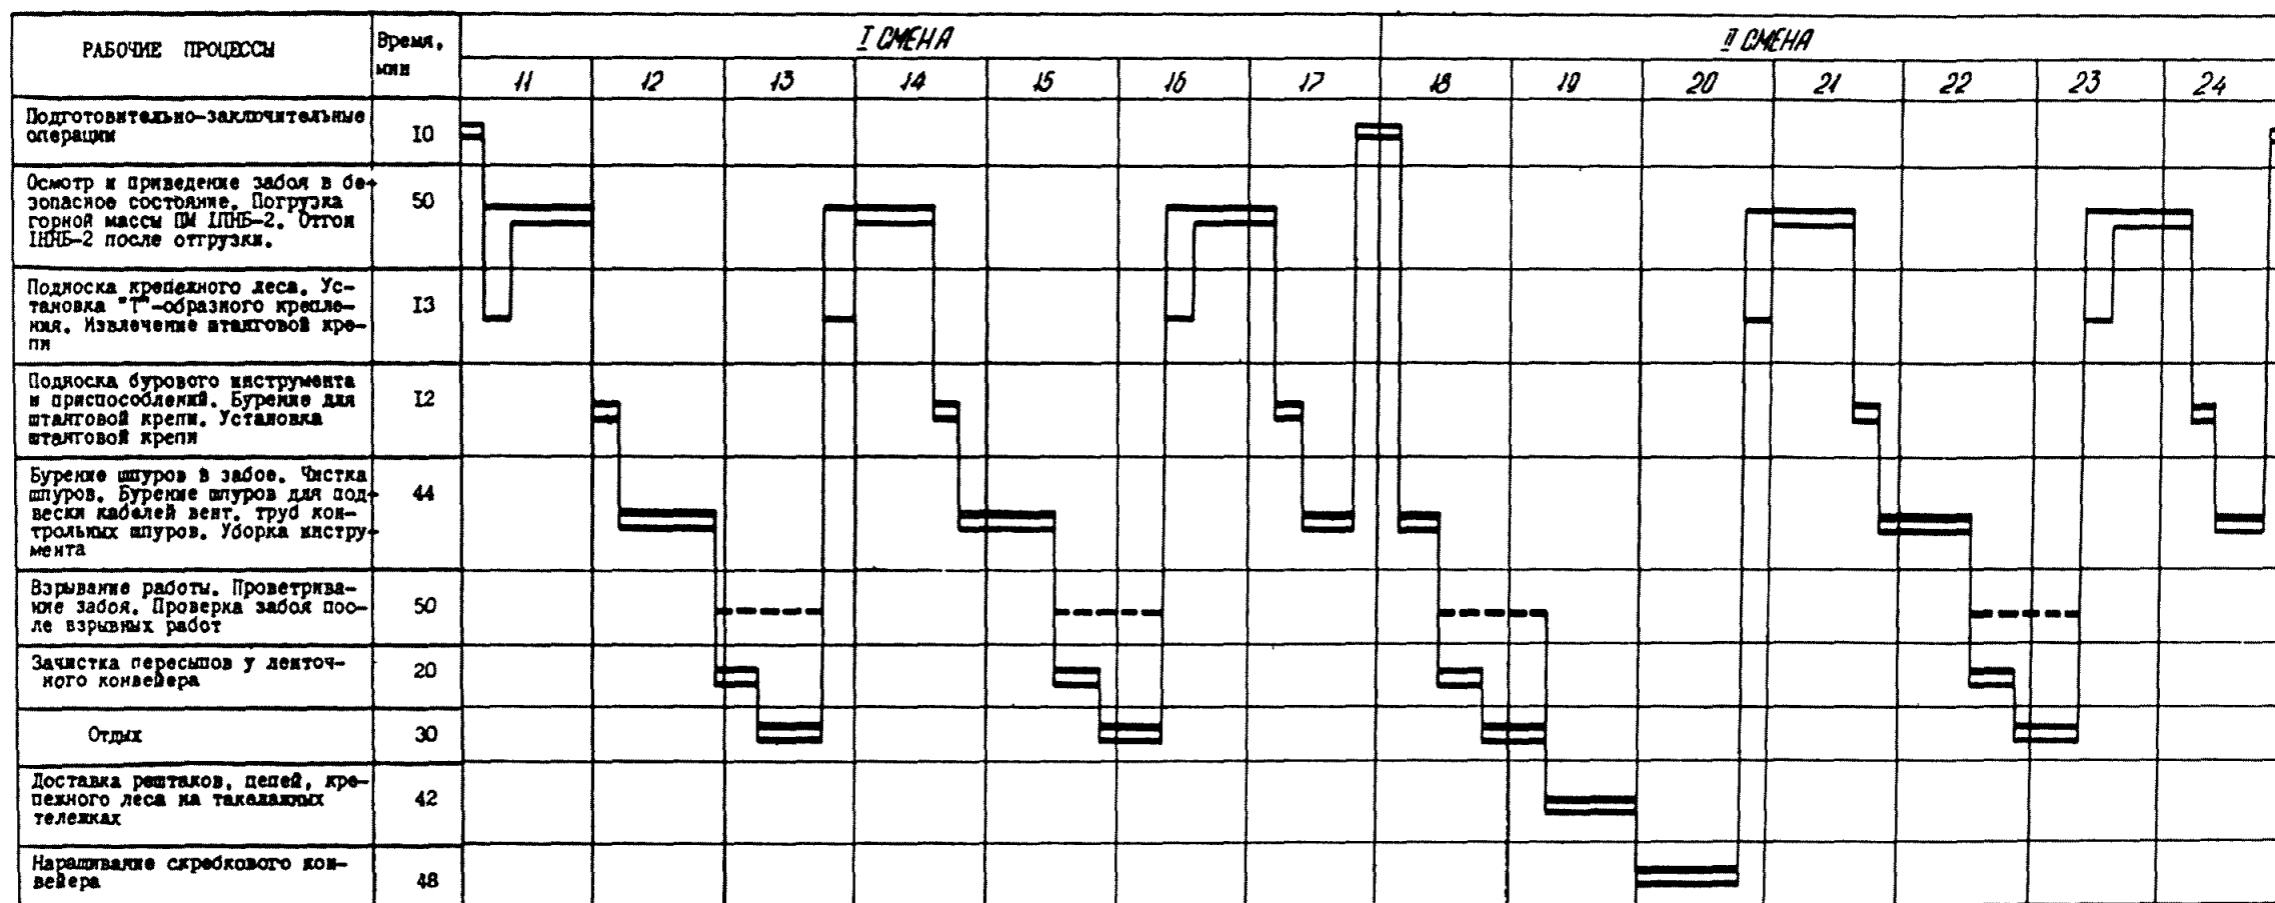 РАБОЧИЕ ПРОЦЕССЫ
Время,
мин
I СМЕНА
II СМЕНА
11 12 13 14 15 16 17 18 19 20 21 22 23 24
Подготовительно-заключительные
операции
10
Осмотр и приведение забоя в бе-
зопасное состояние. Погрузка
горной массы ПМ 1ПНБ-2. Отгон
1ПНБ-2 после отгрузки.
50
Подноска крепежного леса. Ус-
тановка "Т"-образного крепле-
ния. Извлечение штанговой кре-
пи
13
Подноска бурового инструмента
и приспособлений. Бурение для
штанговой крепи. Установка
штанговой крепи
12
Бурение шпуров в забое. Чистка
шпуров. Бурение шпуров для под-
вески кабелей вент. труб кон-
трольных шпуров. Уборка инстру-
мента
44
Взрывание работы. Проветрива-
ние забоя. Проверка забоя пос-
ле взрывных работ
50
Зачистка пересыпов у ленточ-
ного конвейера
20
Отдых
30
Доставка рештаков, цепей, кре-
пежного леса на такелажных
тележках
42
Наращивание скребкового кон-
вейера
48